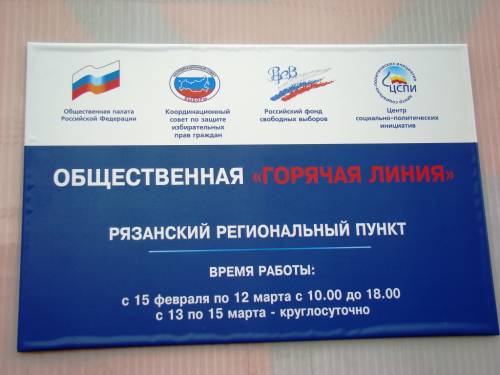 Общественная палата
Российской Федерации
Координационный
совет по защите
избирательных
прав граждан
РФСВ
Российский фонд
свободных выборов
ЦСПИ
Центр
социально-политических
инициатив
ОБЩЕСТВЕННАЯ «ГОРЯЧАЯ ЛИНИЯ»
РЯЗАНСКИЙ РЕГИОНАЛЬНЫЙ ПУНКТ
ВРЕМЯ РАБОТЫ:
с 15 февраля по 12 марта с 10.00 до 18.00
с 13 по 15 марта - круглосуточно